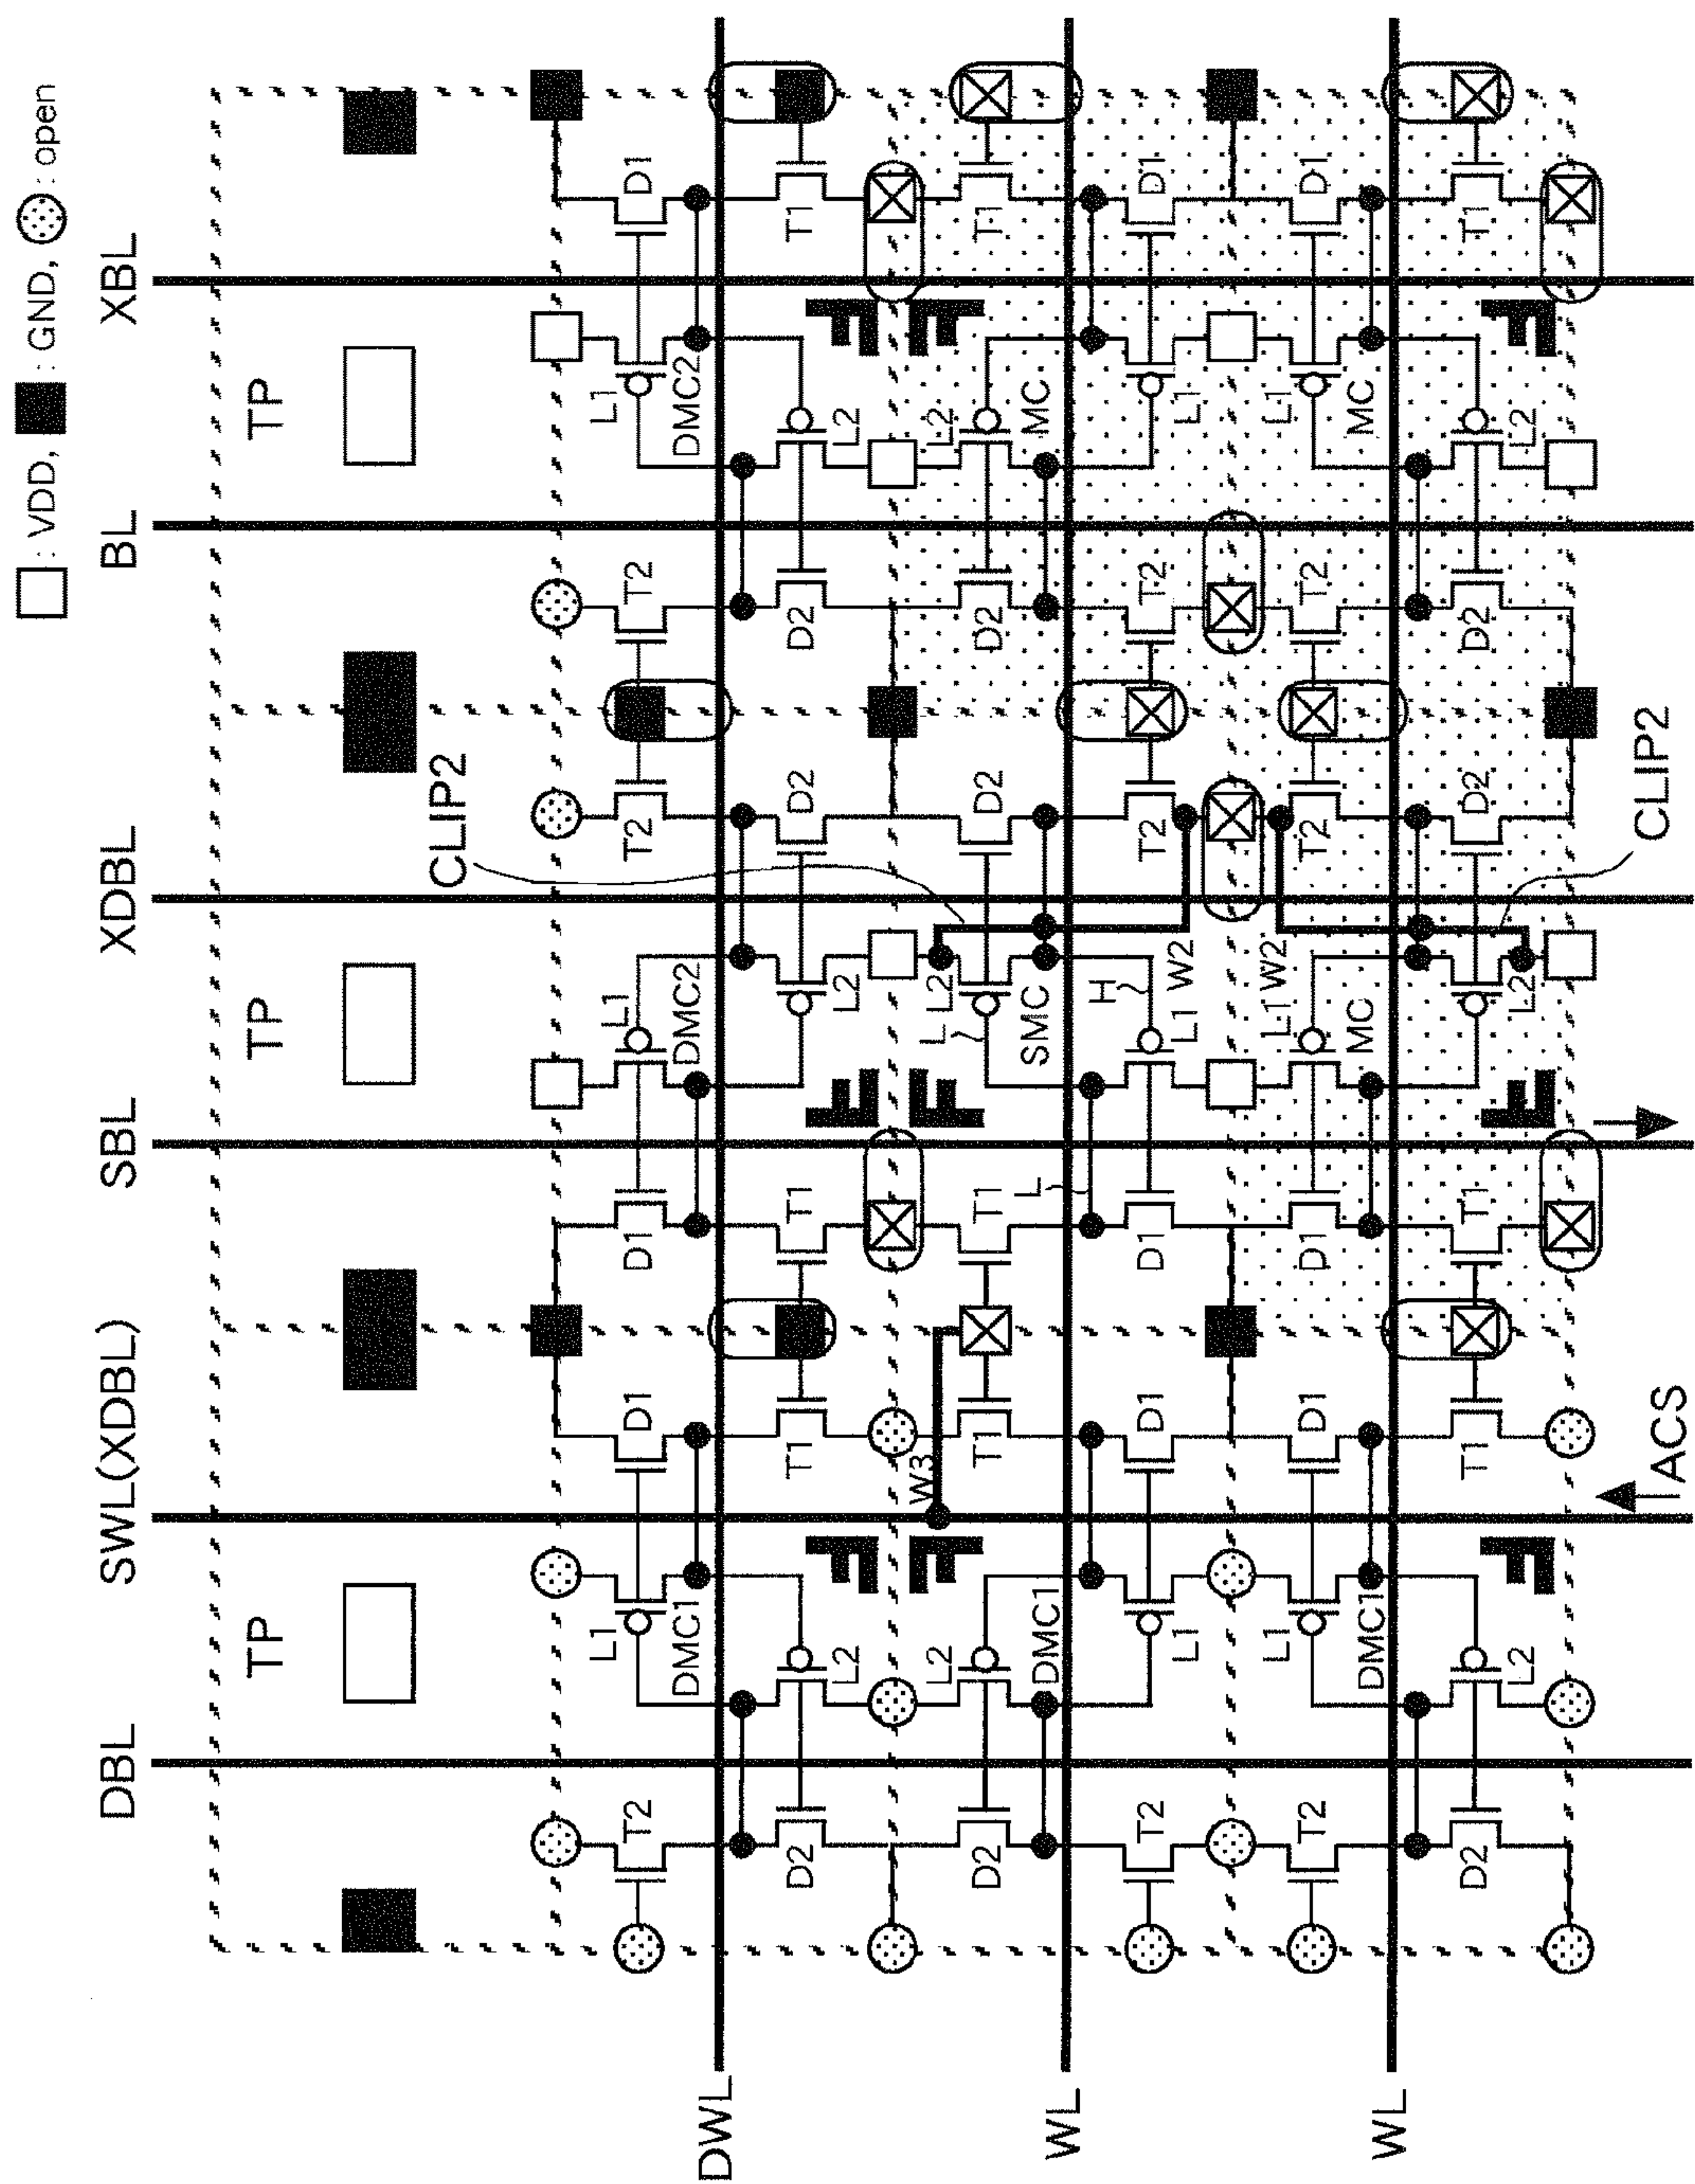 : VDD, : GND, : open
DBL SWL(XDBL) SBL XDBL BL XBL
TP TP TP
CLIP2
T2 L1 D1 D1 L1 T2 T2 L1 D1
DMC1 DMC2 DMC2
DWL
D2 L2 T1 T1 L2 D2 D2 L2 T1
W3
D2 L2 T1 T1 L L2 D2 D2 L2 T1
DMC1 L SMC MC
WL
H
T2 L1 D1 D1 L1 W2 T2 T2 L1 D1
T2 L1 D1 D1 L1 W2 T2 T2 L1 D1
DMC1 MC MC
WL
D2 L2 T1 T1 L2 D2 D2 L2 T1
ACS CLIP2